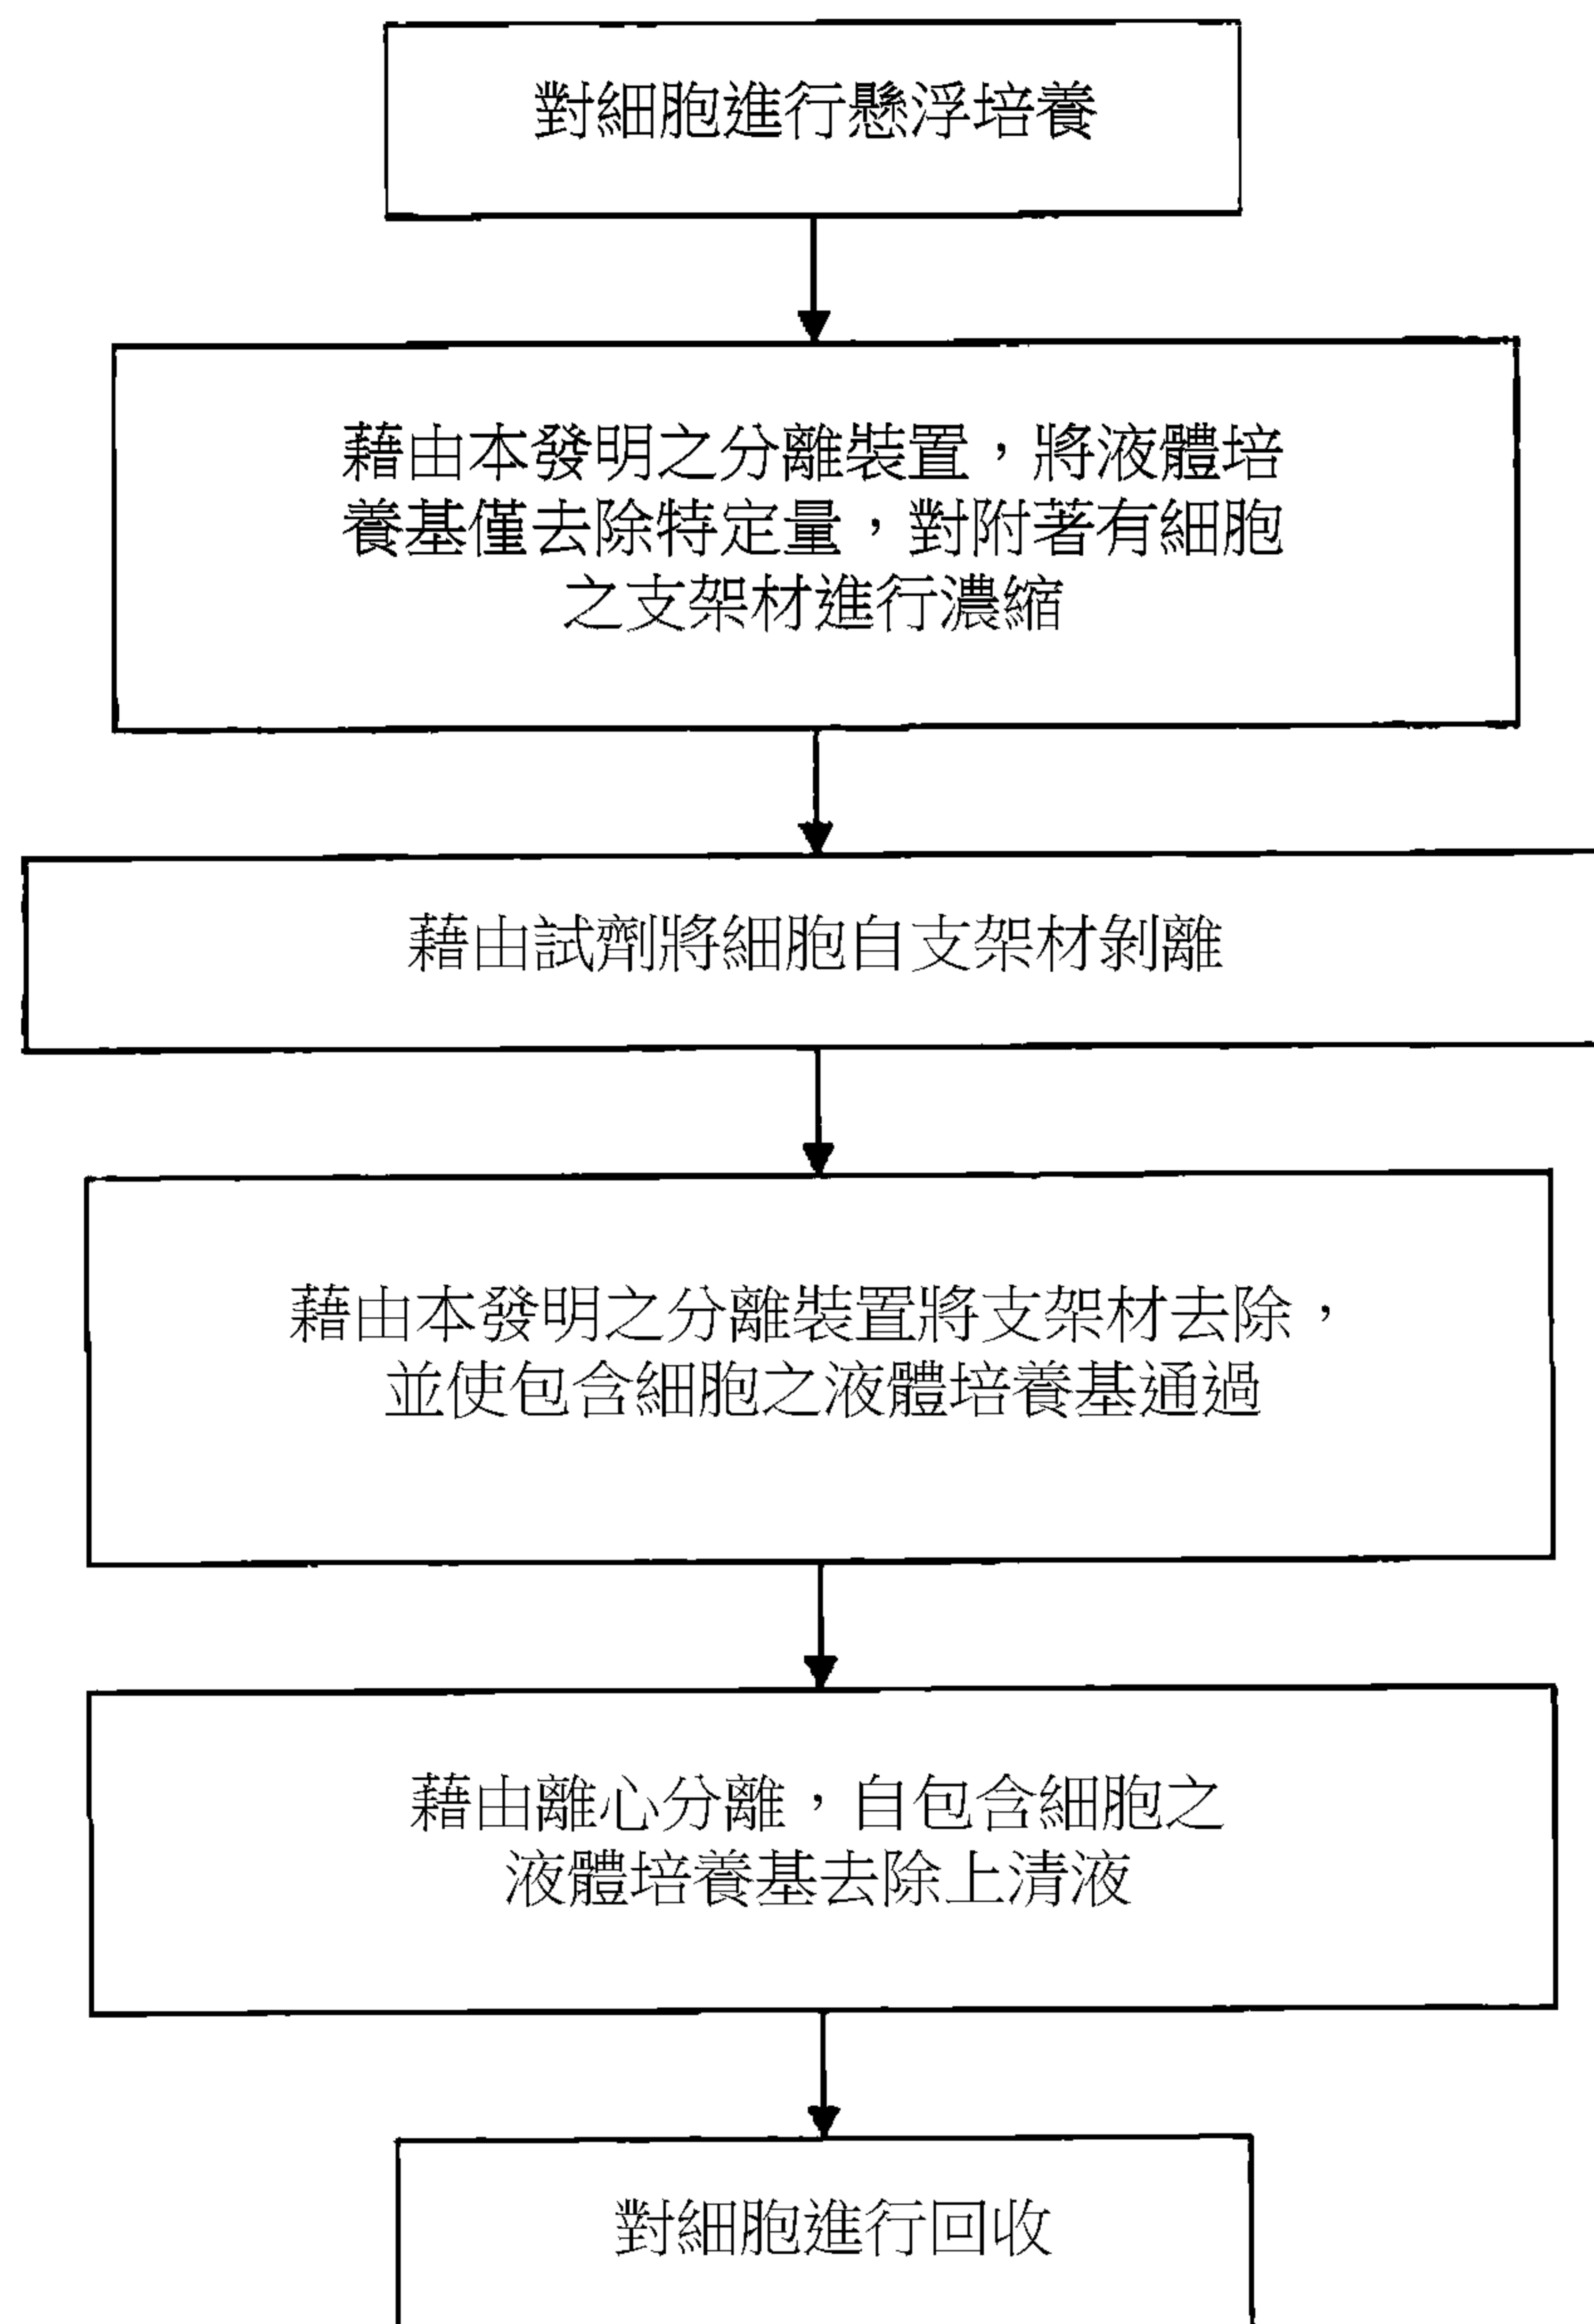 對細胞進行懸浮培養
藉由本發明之分離裝置，將液體培
養基僅去除特定量，對附著有細胞
之支架材進行濃縮
藉由試劑將細胞自支架材剝離
藉由本發明之分離裝置將支架材去除，
並使包含細胞之液體培養基通過
藉由離心分離，自包含細胞之
液體培養基去除上清液
對細胞進行回收